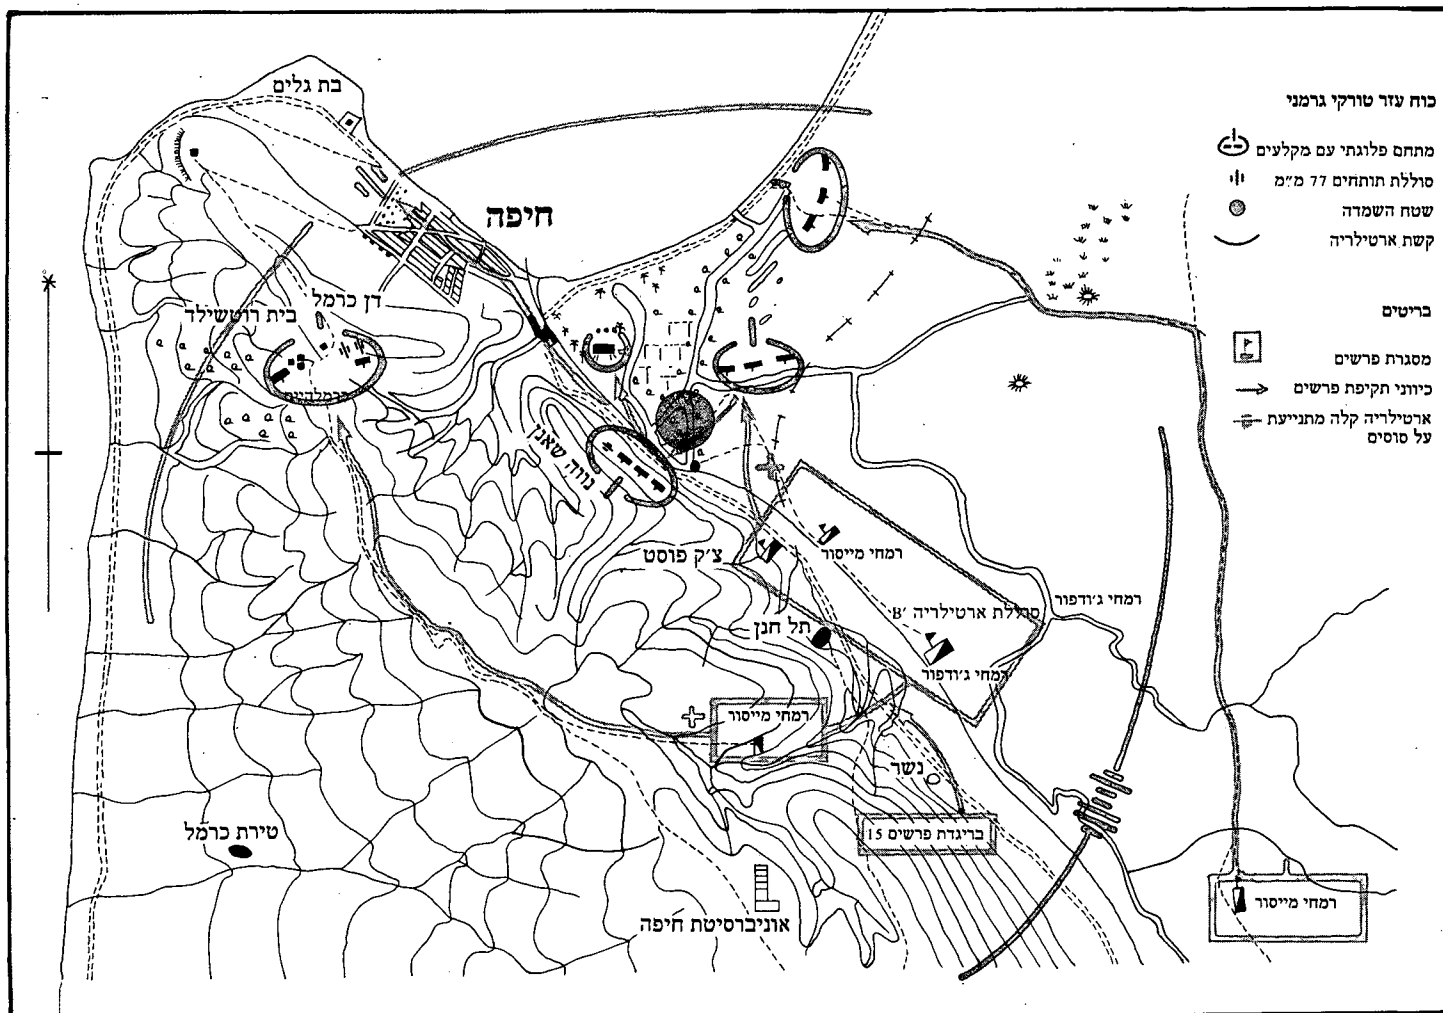 כוח עזר טורקי גרמני
מתחם פלוגתי עם מקלעים
סוללת תותחים 77 מ״מ
שטח השמדה
קשת ארטילריה
בריטים
מסגרת פרשים
כיווני תקיפת פרשים
ארטילריה קלה מתנייעת
על סוסים
בת גלים
חיפה
דן כרמל
בית רוטשילד
נווה שאנן
צ׳ק פוסט
רמחי מייסור
רמחי ג׳ודפור
סוללת ארטילריה B'
תל חנן
רמחי ג׳ודפור
רמחי מייסור
נשר
בריגדת פרשים 15
טירת כרמל
אוניברסיטת חיפה
רמחי מייסור